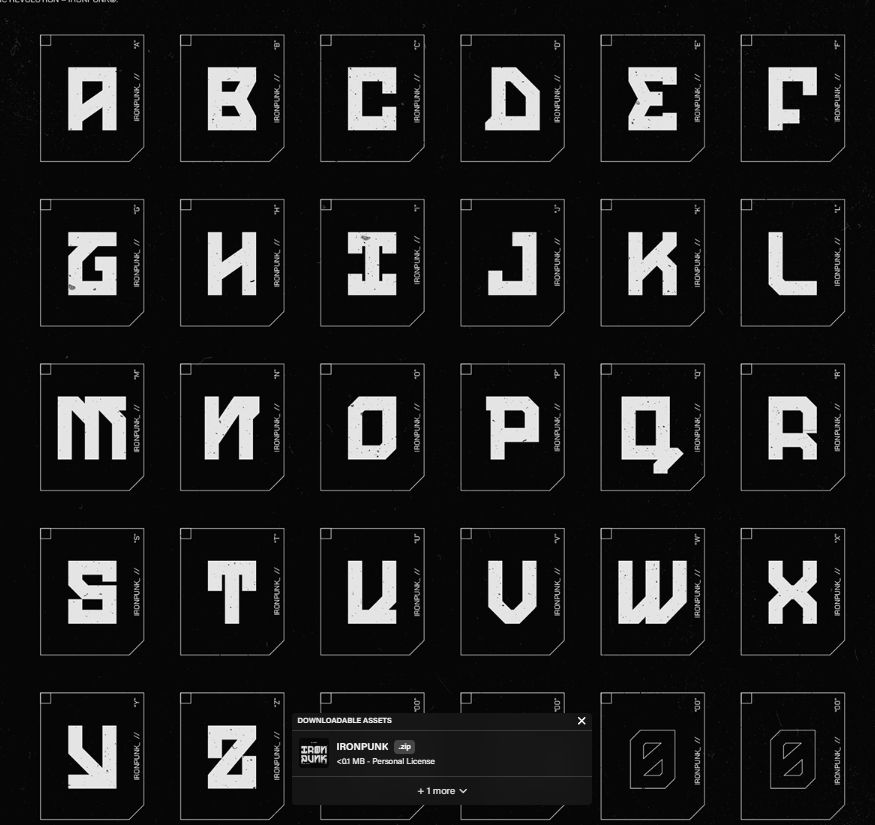 REVOLUTION – IRONPUNK®.
"A" "B" "C" "D" "E" "F"
A B C D E F
IRONPUNK_ // IRONPUNK_ // IRONPUNK_ // IRONPUNK_ // IRONPUNK_ // IRONPUNK_ //
"G" "H" "I" "J" "K" "L"
G H I J K L
IRONPUNK_ // IRONPUNK_ // IRONPUNK_ // IRONPUNK_ // IRONPUNK_ // IRONPUNK_ //
"M" "N" "O" "P" "Q" "R"
M N O P Q R
IRONPUNK_ // IRONPUNK_ // IRONPUNK_ // IRONPUNK_ // IRONPUNK_ // IRONPUNK_ //
"S" "T" "U" "V" "W" "X"
S T U V W X
IRONPUNK_ // IRONPUNK_ // IRONPUNK_ // IRONPUNK_ // IRONPUNK_ // IRONPUNK_ //
"Y" "Z" "00" "00" "00" "00"
Y Z
IRONPUNK_ // IRONPUNK_ // IRONPUNK_ // IRONPUNK_ //
DOWNLOADABLE ASSETS
IRON
PUNK
IRONPUNK .zip
<0.1 MB - Personal License
+ 1 more